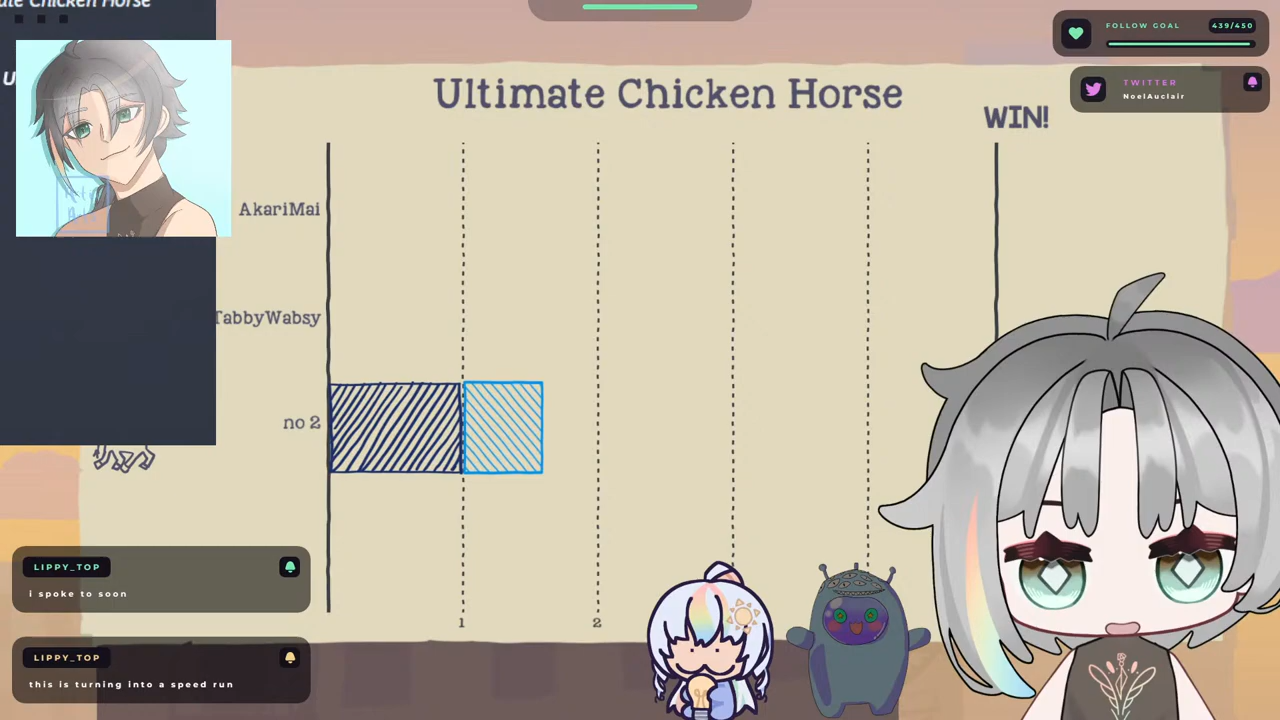 ate Chicken Horse
U
Ultimate Chicken Horse
WIN!
FOLLOW GOAL 439/450
TWITTER
NoelAuclair
AkariMai
TabbyWabsy
no 2
1 2
LIPPY_TOP
i spoke to soon
LIPPY_TOP
this is turning into a speed run